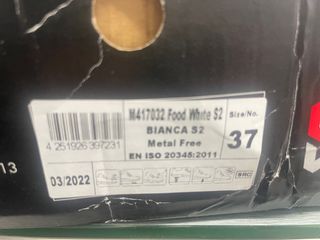 M417032 Food White S2
Size/No.
BIANCA S2
37
Metal Free
4 251926 397231
EN ISO 20345:2011
13
03/2022
SRC